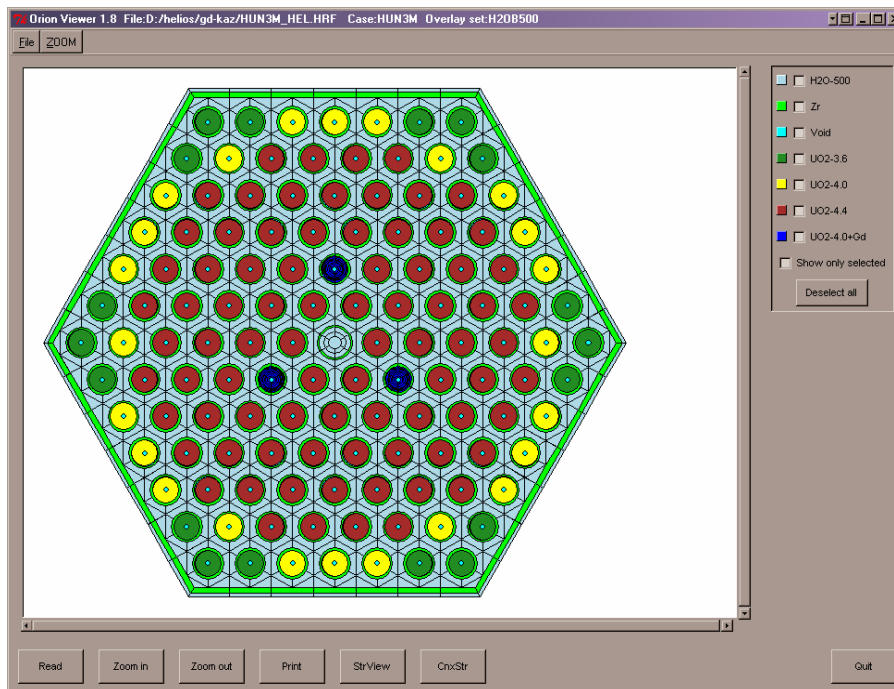 Orion Viewer 1.8 File:D:/helios/gd-kaz/HUN3M_HEL.HRF Case:HUN3M Overlay set:H2OB500
File ZOOM
H2O-500
Zr
Void
UO2-3.6
UO2-4.0
UO2-4.4
UO2-4.0+Gd
Show only selected
Deselect all
Read Zoom in Zoom out Print StrView CnxStr Quit